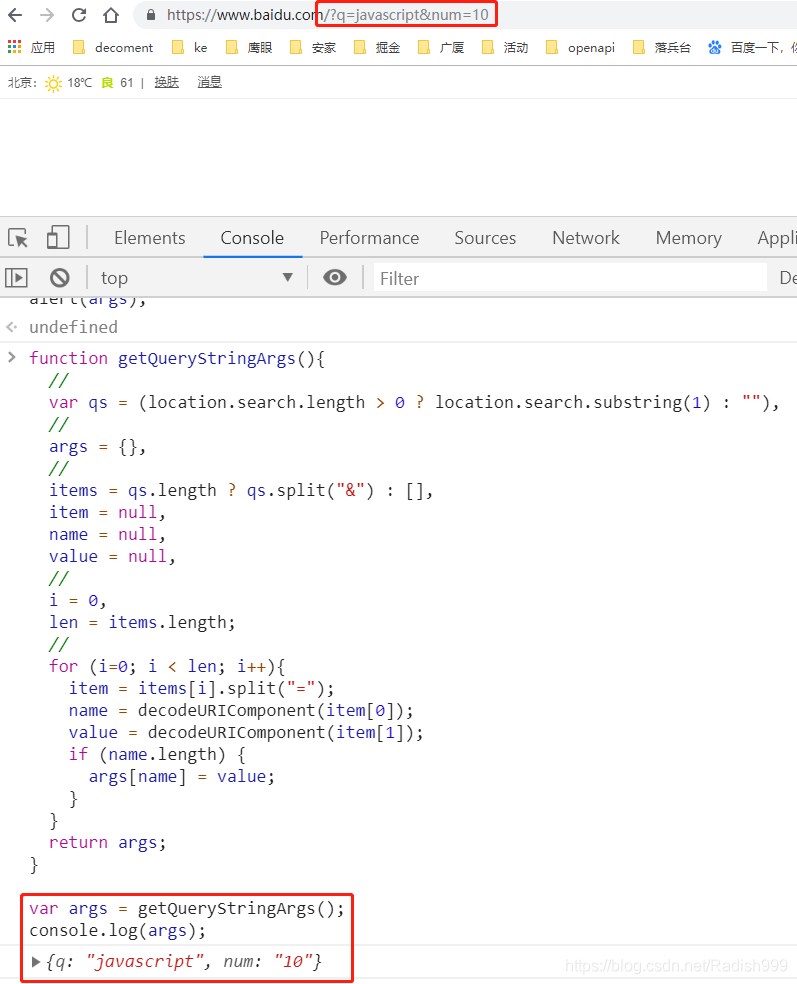 https://www.baidu.com/?q=javascript&num=10
应用 decoment ke 鹰眼 安家 掘金 广厦 活动 openapi 落兵台 百度一下,
北京: 18℃ 良 61 | 换肤 消息
Elements Console Performance Sources Network Memory Appli
top Filter De
alert(args);
undefined
function getQueryStringArgs(){
//
var qs = (location.search.length > 0 ? location.search.substring(1) : ""),
//
args = {},
//
items = qs.length ? qs.split("&") : [],
item = null,
name = null,
value = null,
//
i = 0,
len = items.length;
//
for (i=0; i < len; i++){
item = items[i].split("=");
name = decodeURIComponent(item[0]);
value = decodeURIComponent(item[1]);
if (name.length) {
args[name] = value;
}
}
return args;
}
var args = getQueryStringArgs();
console.log(args);
{q: "javascript", num: "10"}
https://blog.csdn.net/Radish999